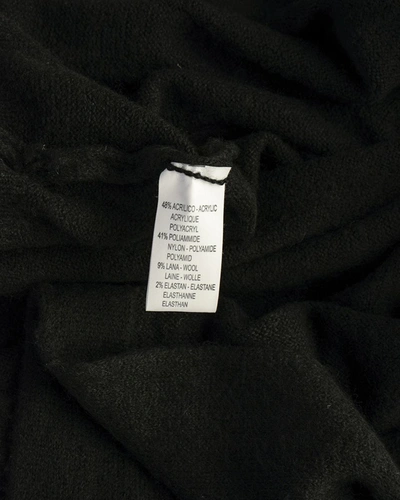 48% ACRILICO - ACRYLIC
ACRYLIQUE
POLYACRYL
41% POLIAMMIDE
NYLON - POLYAMIDE
POLYAMID
9% LANA - WOOL
LAINE - WOLLE
2% ELASTAN - ELASTANE
ELASTHANNE
ELASTHAN